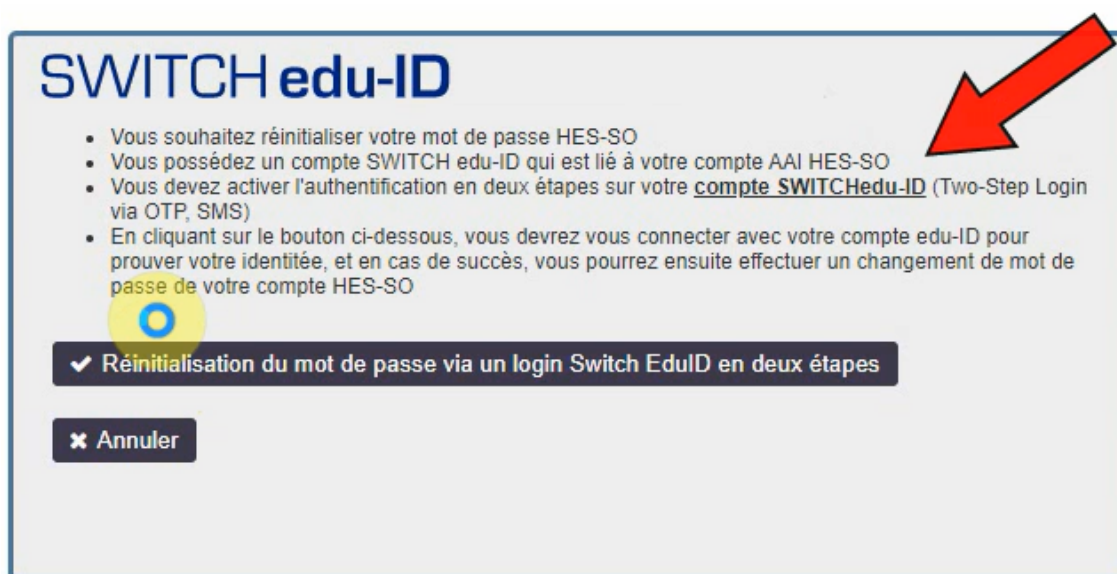 SWITCH edu-ID
Vous souhaitez réinitialiser votre mot de passe HES-SO
Vous possédez un compte SWITCH edu-ID qui est lié à votre compte AAI HES-SO
Vous devez activer l'authentification en deux étapes sur votre compte SWITCHedu-ID (Two-Step Login
via OTP, SMS)
En cliquant sur le bouton ci-dessous, vous devrez vous connecter avec votre compte edu-ID pour
prouver votre identitée, et en cas de succès, vous pourrez ensuite effectuer un changement de mot de
passe de votre compte HES-SO
Réinitialisation du mot de passe via un login Switch EduID en deux étapes
Annuler